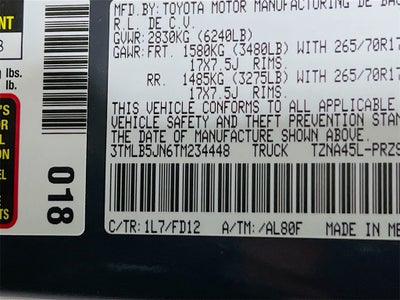 MFD.BY:TOYOTA MOTOR MANUFACTURING DE BA
R.L. DE C.V.
GVWR:2830KG (6240LB)
GAWR:FRT. 1580KG (3480LB) WITH 265/70R17
17X7.5J RIMS
RR. 1485KG (3275LB) WITH 265/70R17
17X7.5J RIMS
THIS VEHICLE CONFORMS TO ALL APPLICABLE
VEHICLE SAFETY AND THEFT PREVENTION STAN
THE DATE OF MANUFACTURE SHOWN ABOVE.
3TMLB5JN6TM234448 TRUCK TZNA45L-PRZS
C/TR:1L7/FD12 A/TM:/AL80F MADE IN ME
018
lbs.
lb.